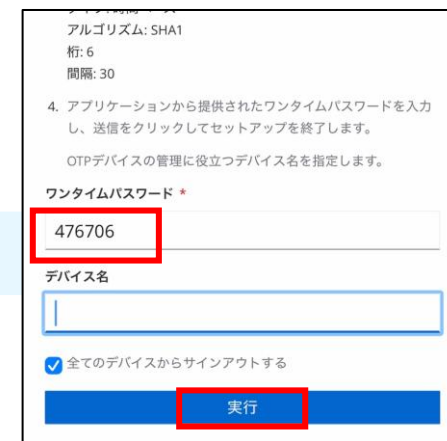 アルゴリズム: SHA1
桁: 6
間隔: 30
4. アプリケーションから提供されたワンタイムパスワードを入力
し、送信をクリックしてセットアップを終了します。
OTPデバイスの管理に役立つデバイス名を指定します。
ワンタイムパスワード *
476706
デバイス名
全てのデバイスからサインアウトする
実行